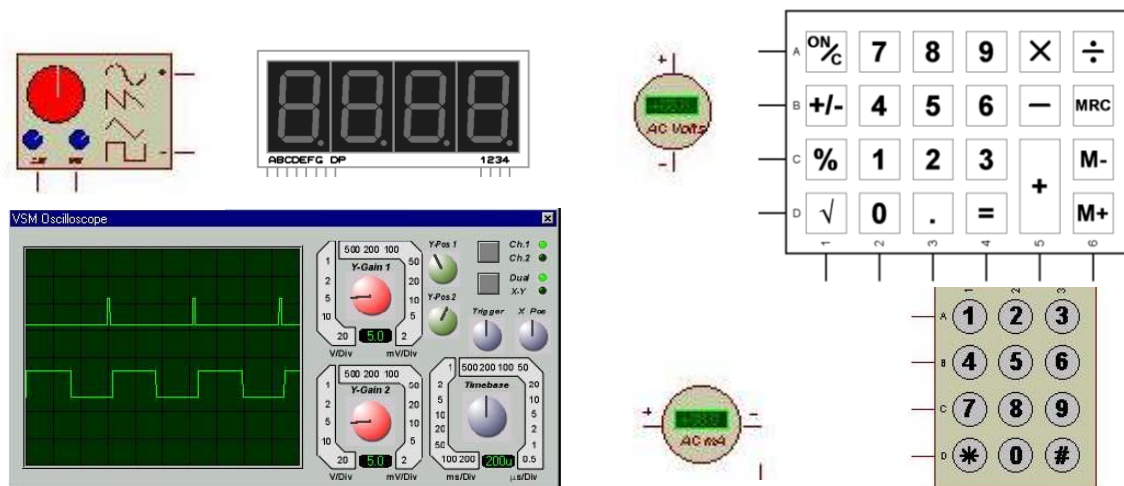 ABCDEFG DP 1234
+
AC Volts
−
A ON/C 7 8 9 × ÷
B +/- 4 5 6 − MRC
C % 1 2 3 + M-
D √ 0 . = M+
1 2 3 4 5 6
VSM Oscilloscope
500 200 100
1 50
2 Y-Gain 1 20
5 10
10 5
20 5.0 2
V/Div mV/Div
Y-Pos 1
Y-Pos 2
Ch.1
Ch.2
Dual
X-Y
Trigger X Pos
500 200 100
1 50
2 Y-Gain 2 20
5 10
10 5
20 5.0 2
V/Div mV/Div
1 500 200 100 50
2 Timebase 20
5 10
10 5
20 2
50 1
100 200 200u 0.5
ms/Div µs/Div
+ −
AC mA
1 2 3
A 1 2 3
B 4 5 6
C 7 8 9
D * 0 #